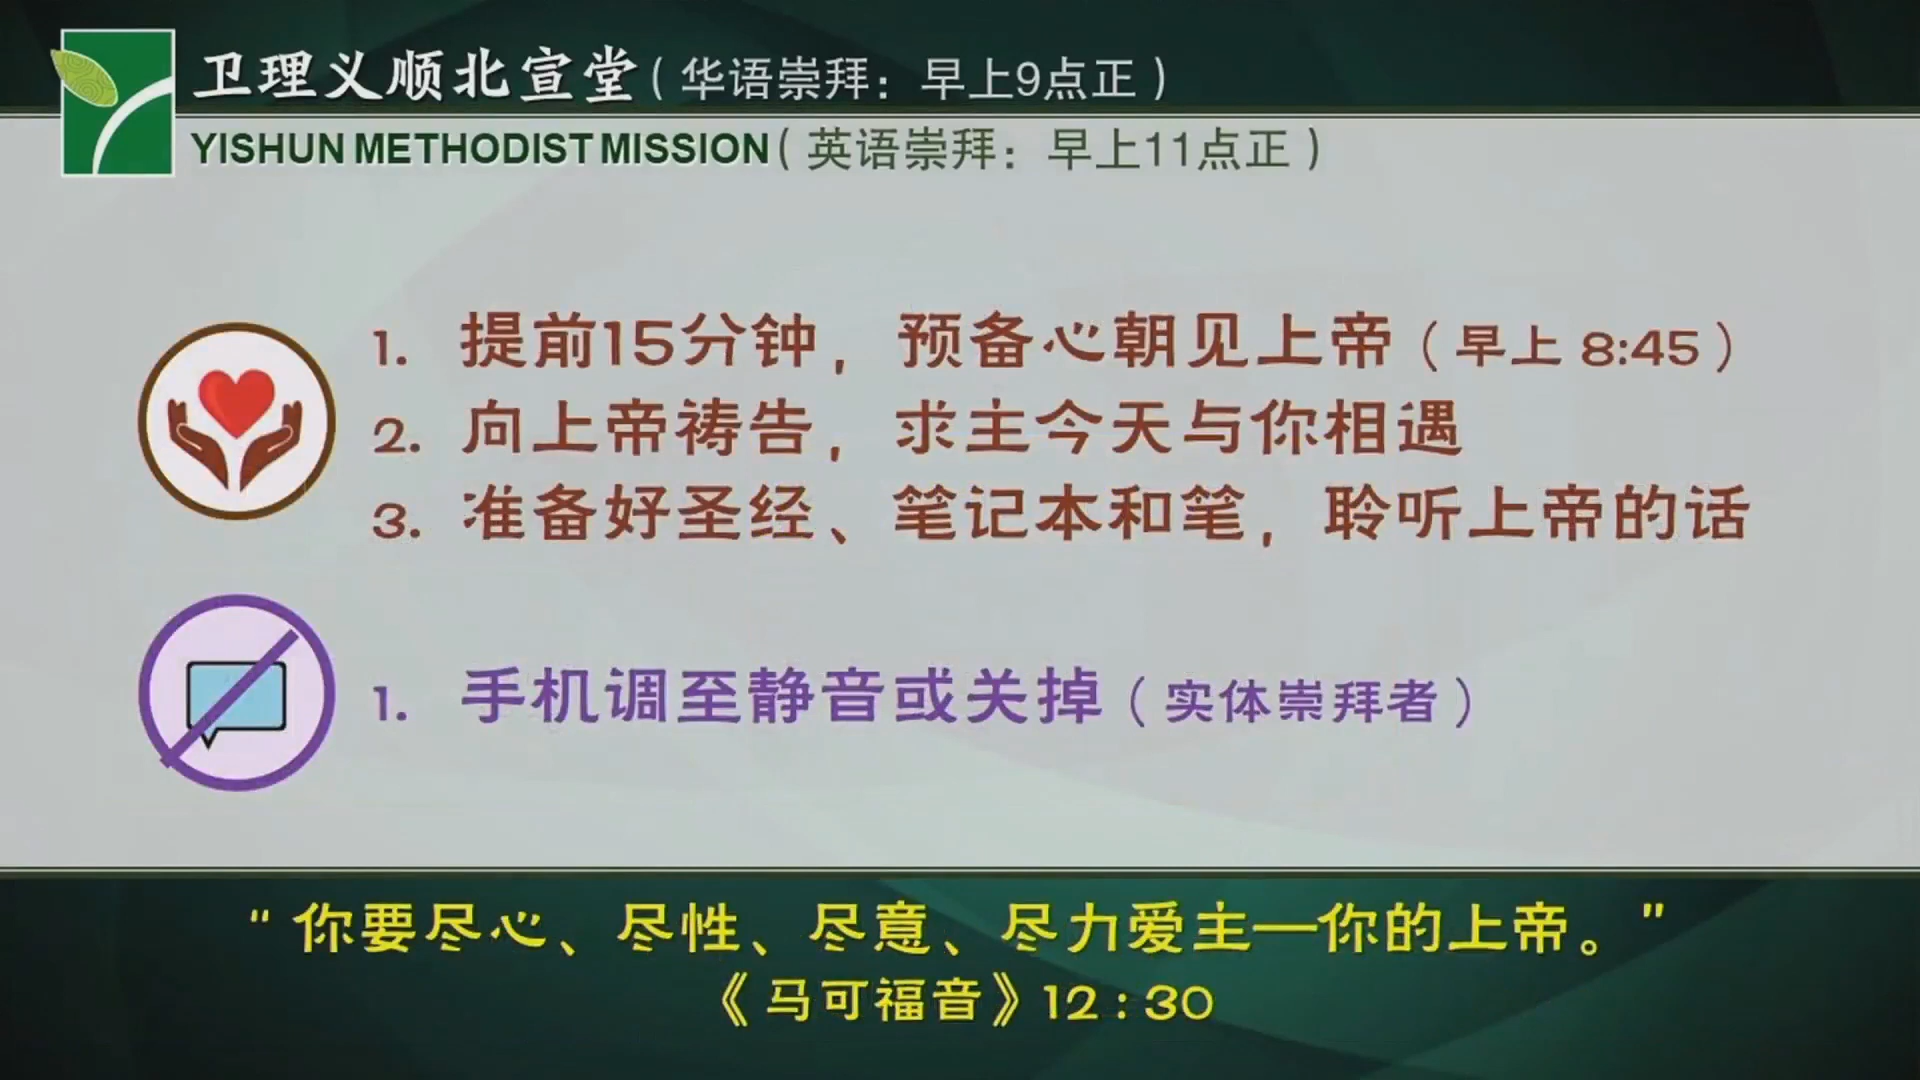 卫理义顺北宣堂（华语崇拜：早上9点正）
YISHUN METHODIST MISSION（英语崇拜：早上11点正）
1. 提前15分钟，预备心朝见上帝（早上 8:45）
2. 向上帝祷告，求主今天与你相遇
3. 准备好圣经、笔记本和笔，聆听上帝的话
1. 手机调至静音或关掉（实体崇拜者）
“你要尽心、尽性、尽意、尽力爱主—你的上帝。”
《马可福音》12：30